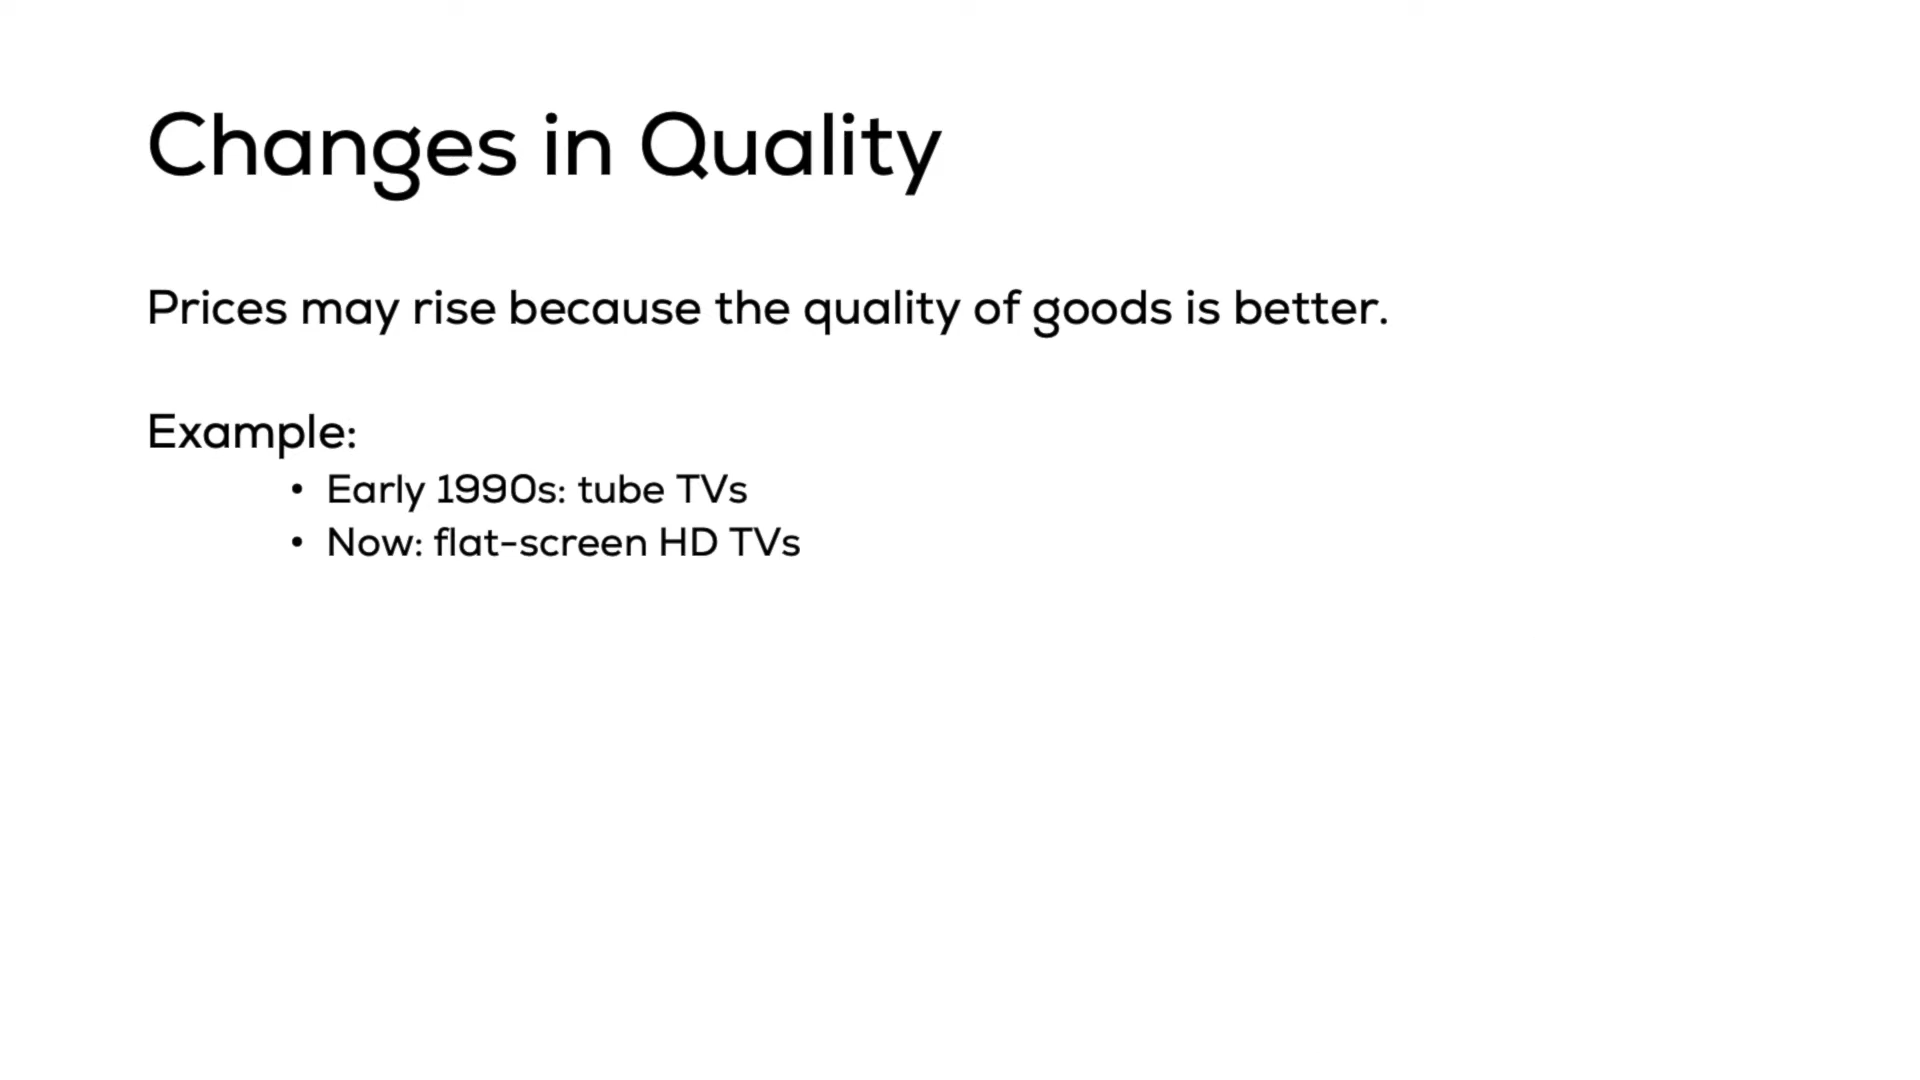 Changes in Quality
Prices may rise because the quality of goods is better.
Example:
• Early 1990s: tube TVs
• Now: flat-screen HD TVs